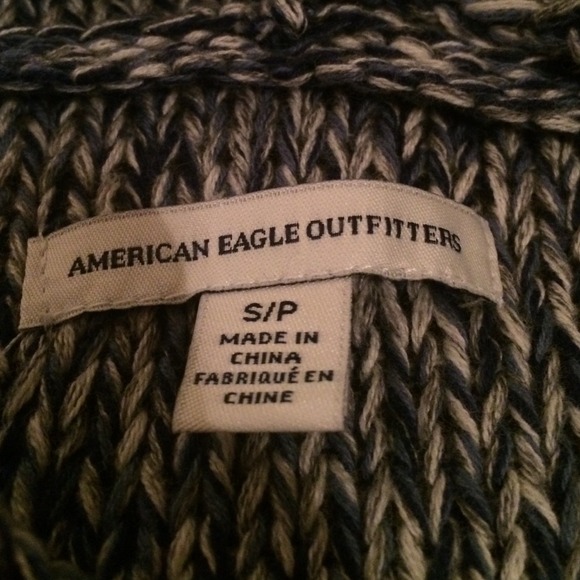 AMERICAN EAGLE OUTFITTERS
S/P
MADE IN
CHINA
FABRIQUÉ EN
CHINE